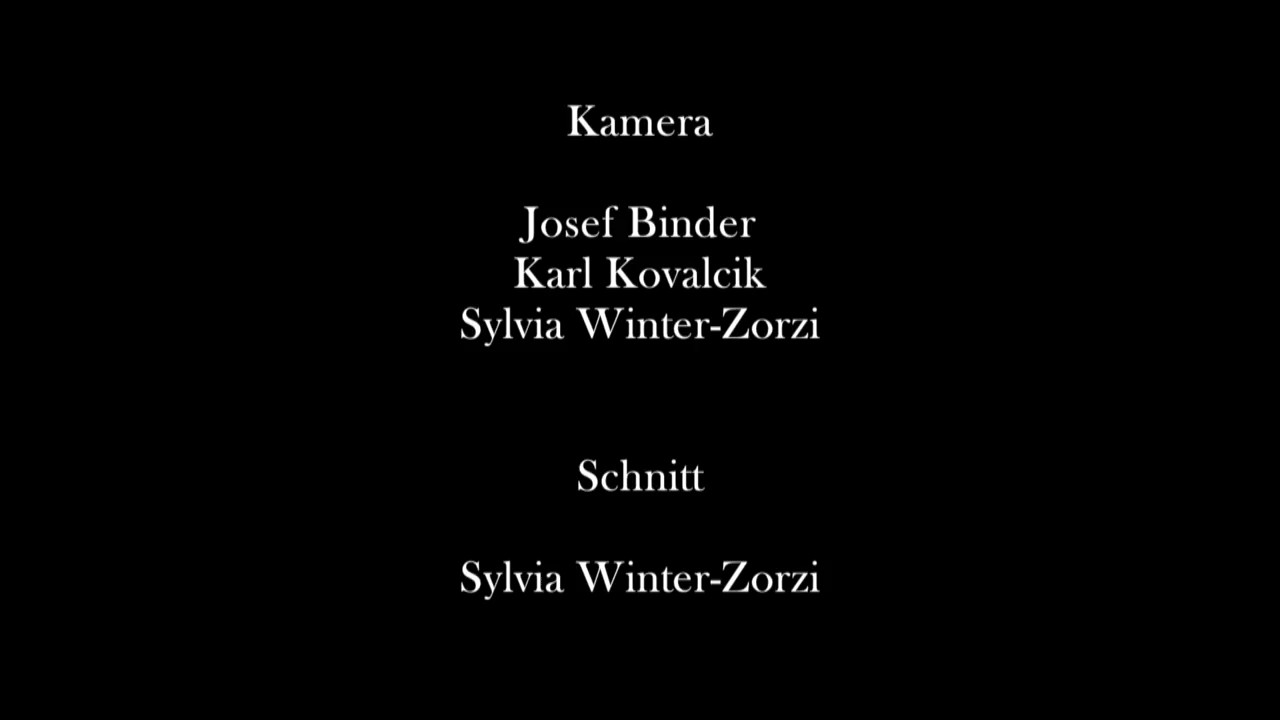 Kamera
Josef Binder
Karl Kovalcik
Sylvia Winter-Zorzi
Schnitt
Sylvia Winter-Zorzi